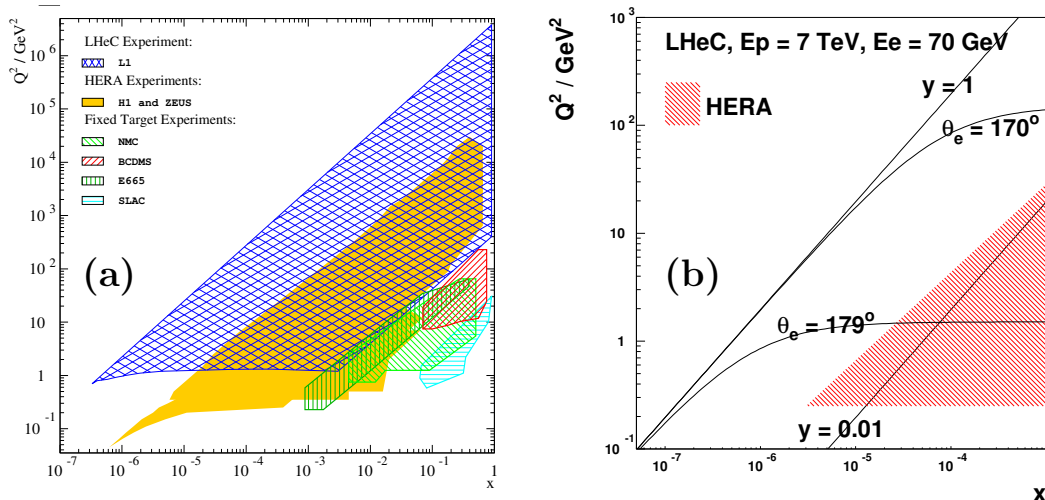 Q² / GeV²
10⁶
10⁵
10⁴
10³
10²
10
1
10⁻¹
10⁻⁷ 10⁻⁶ 10⁻⁵ 10⁻⁴ 10⁻³ 10⁻² 10⁻¹ 1
x
LHeC Experiment:
L1
HERA Experiments:
H1 and ZEUS
Fixed Target Experiments:
NMC
BCDMS
E665
SLAC
(a)
Q² / GeV²
10³
10²
10
1
10⁻¹
10⁻⁷ 10⁻⁶ 10⁻⁵ 10⁻⁴
x
LHeC, Ep = 7 TeV, Ee = 70 GeV
HERA
y = 1
θₑ = 170º
θₑ = 179º
y = 0.01
(b)